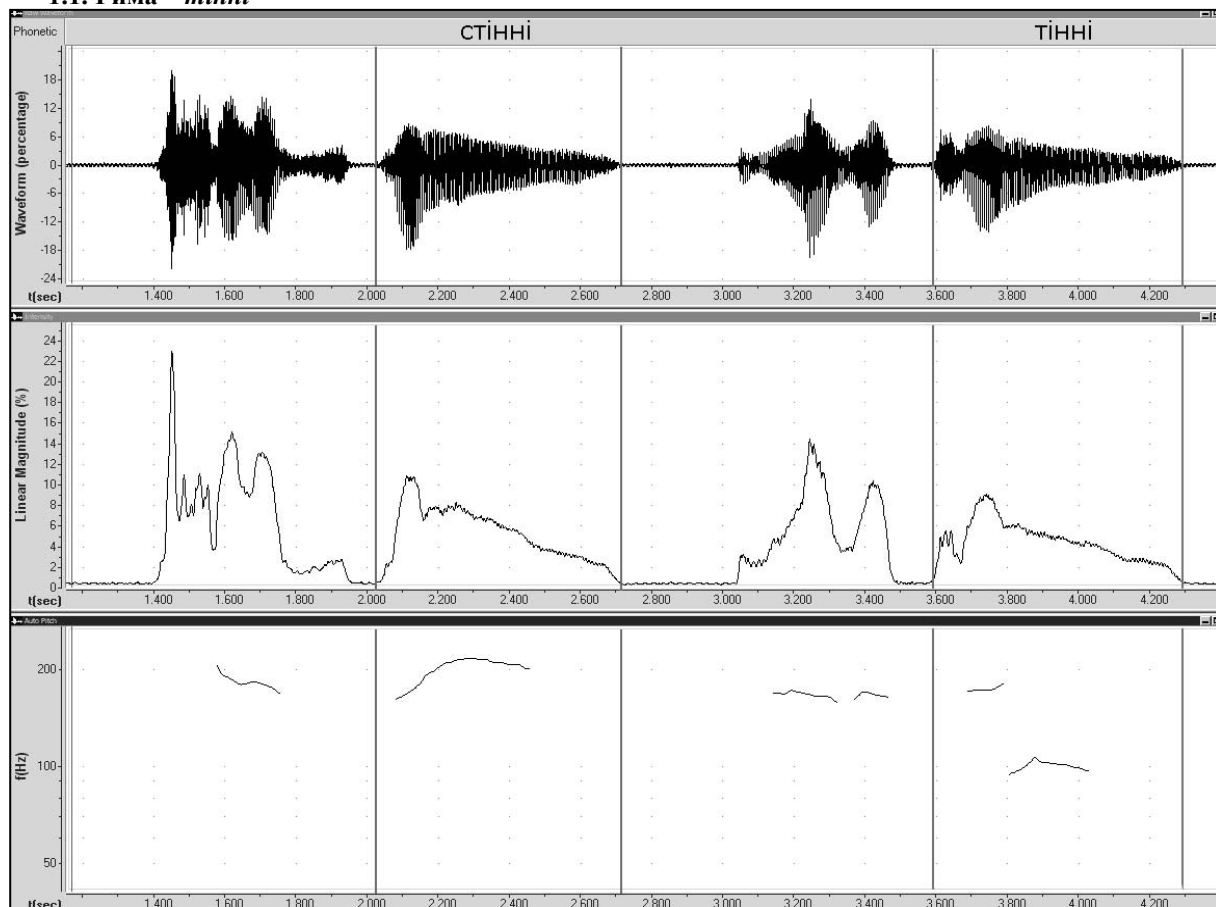 Phonetic стінні тінні
Waveform (percentage)
18
12
6
0
-6
-12
-18
-24
t(sec) 1.400 1.600 1.800 2.000 2.200 2.400 2.600 2.800 3.000 3.200 3.400 3.600 3.800 4.000 4.200
Intensity
Linear Magnitude (%)
24
22
20
18
16
14
12
10
8
6
4
2
0
t(sec) 1.400 1.600 1.800 2.000 2.200 2.400 2.600 2.800 3.000 3.200 3.400 3.600 3.800 4.000 4.200
Auto Pitch
f(Hz)
200
100
50
t(sec) 1.400 1.600 1.800 2.000 2.200 2.400 2.600 2.800 3.000 3.200 3.400 3.600 3.800 4.000 4.200